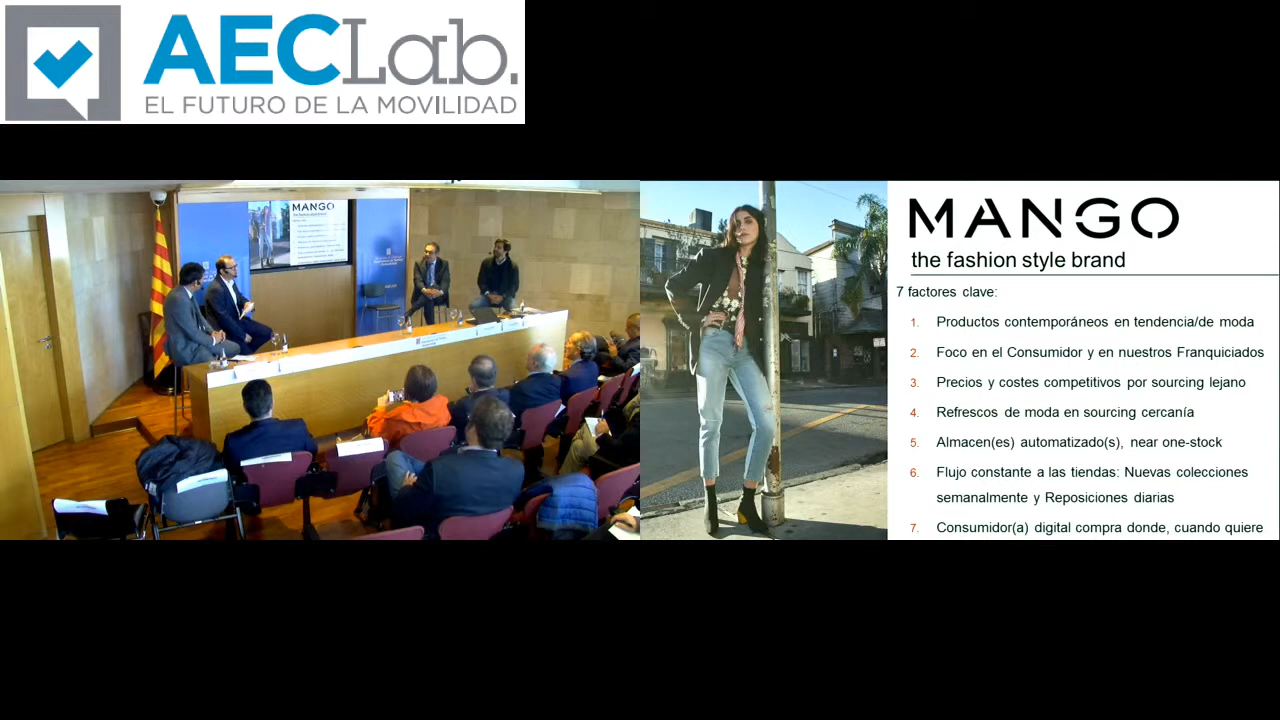 AECLab.
EL FUTURO DE LA MOVILIDAD
MANGO
MANGO
the fashion style brand
7 factores clave:
1. Productos contemporáneos en tendencia/de moda
2. Foco en el Consumidor y en nuestros Franquiciados
3. Precios y costes competitivos por sourcing lejano
4. Refrescos de moda en sourcing cercanía
5. Almacen(es) automatizado(s), near one-stock
6. Flujo constante a las tiendas: Nuevas colecciones
semanalmente y Reposiciones diarias
7. Consumidor(a) digital compra donde, cuando quiere